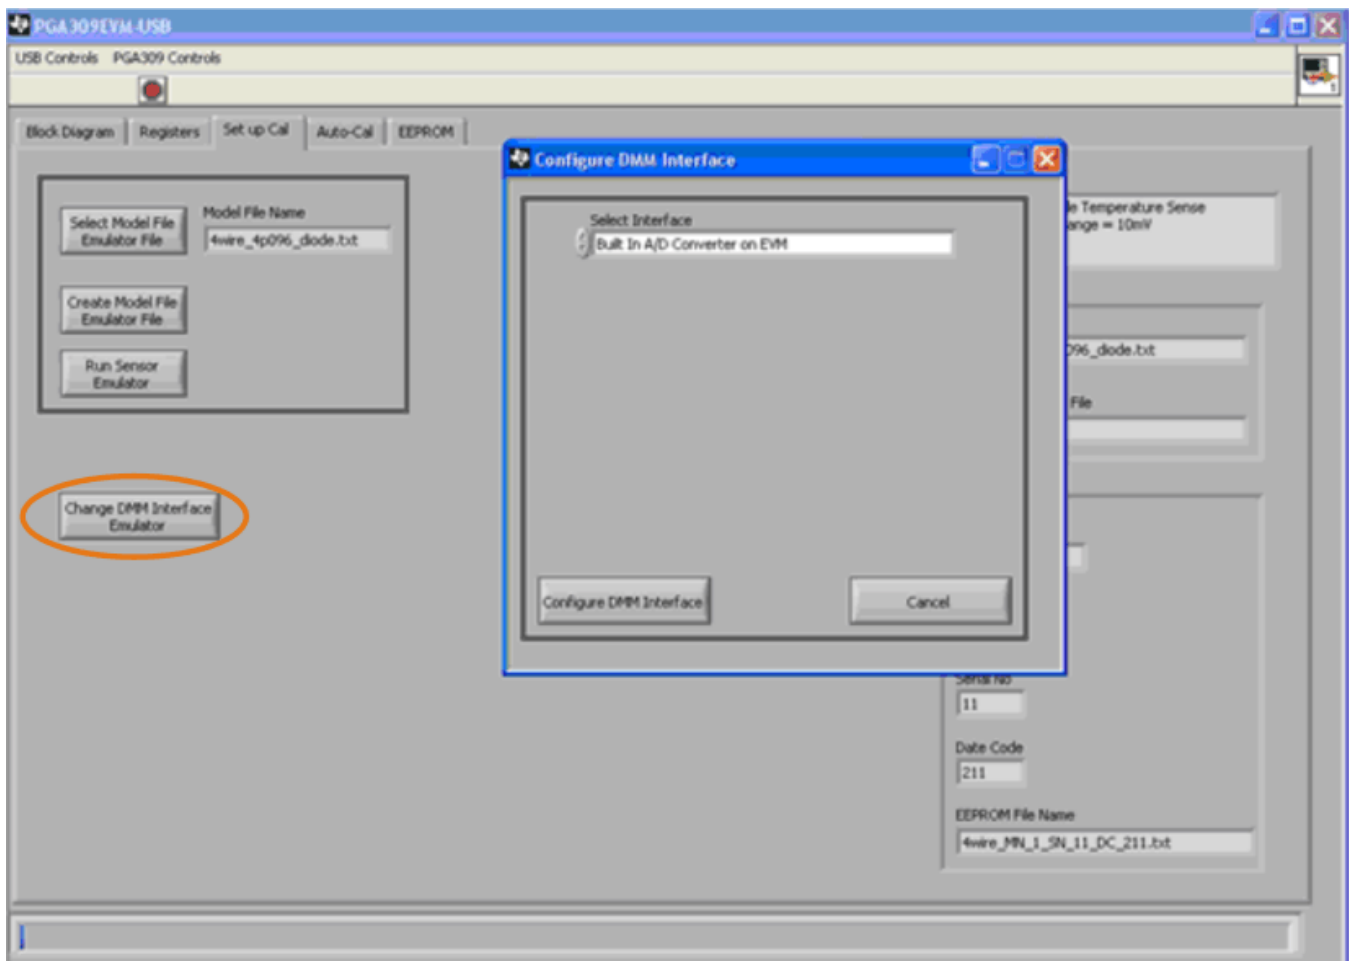 PGA309EVM-USB
USB Controls PGA309 Controls
Block Diagram Registers Set up Cal Auto-Cal EEPROM
Select Model File
Emulator File
Model File Name
4wire_4p096_diode.txt
Create Model File
Emulator File
Run Sensor
Emulator
Change DMM Interface
Emulator
Configure DMM Interface
Select Interface
Built In A/D Converter on EVM
Configure DMM Interface
Cancel
e Temperature Sense
ange = 10mV
096_diode.txt
File
Serial No
11
Date Code
211
EEPROM File Name
4wire_MN_1_SN_11_DC_211.txt